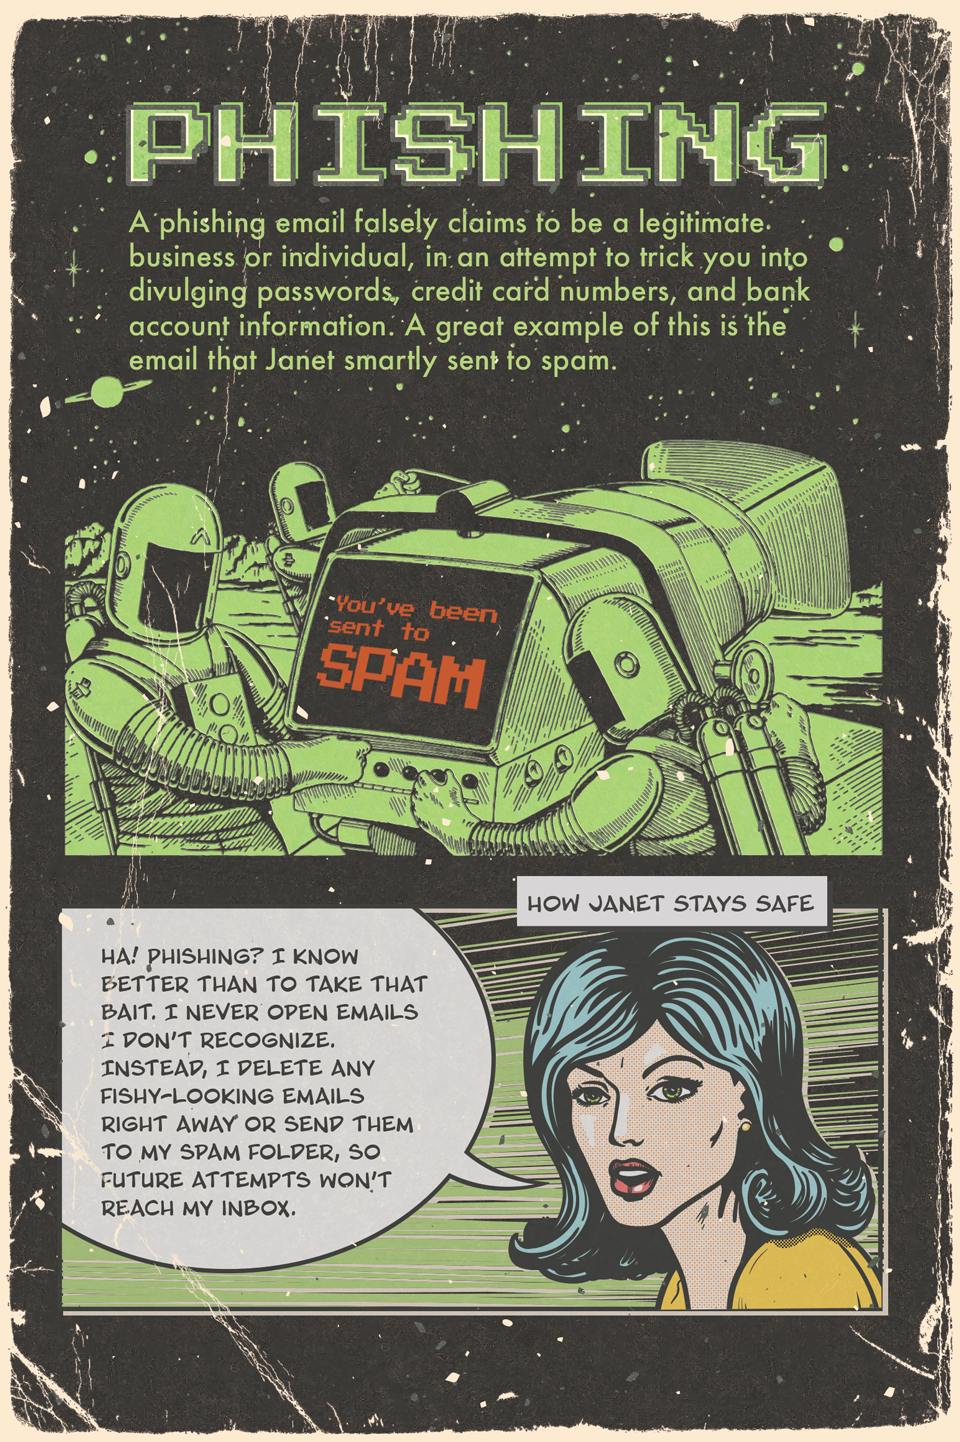 PHISHING
A phishing email falsely claims to be a legitimate
business or individual, in an attempt to trick you into
divulging passwords, credit card numbers, and bank
account information. A great example of this is the
email that Janet smartly sent to spam.
You've been
sent to
SPAM
HOW JANET STAYS SAFE
HA! PHISHING? I KNOW
BETTER THAN TO TAKE THAT
BAIT. I NEVER OPEN EMAILS
I DON'T RECOGNIZE.
INSTEAD, I DELETE ANY
FISHY-LOOKING EMAILS
RIGHT AWAY OR SEND THEM
TO MY SPAM FOLDER, SO
FUTURE ATTEMPTS WON'T
REACH MY INBOX.